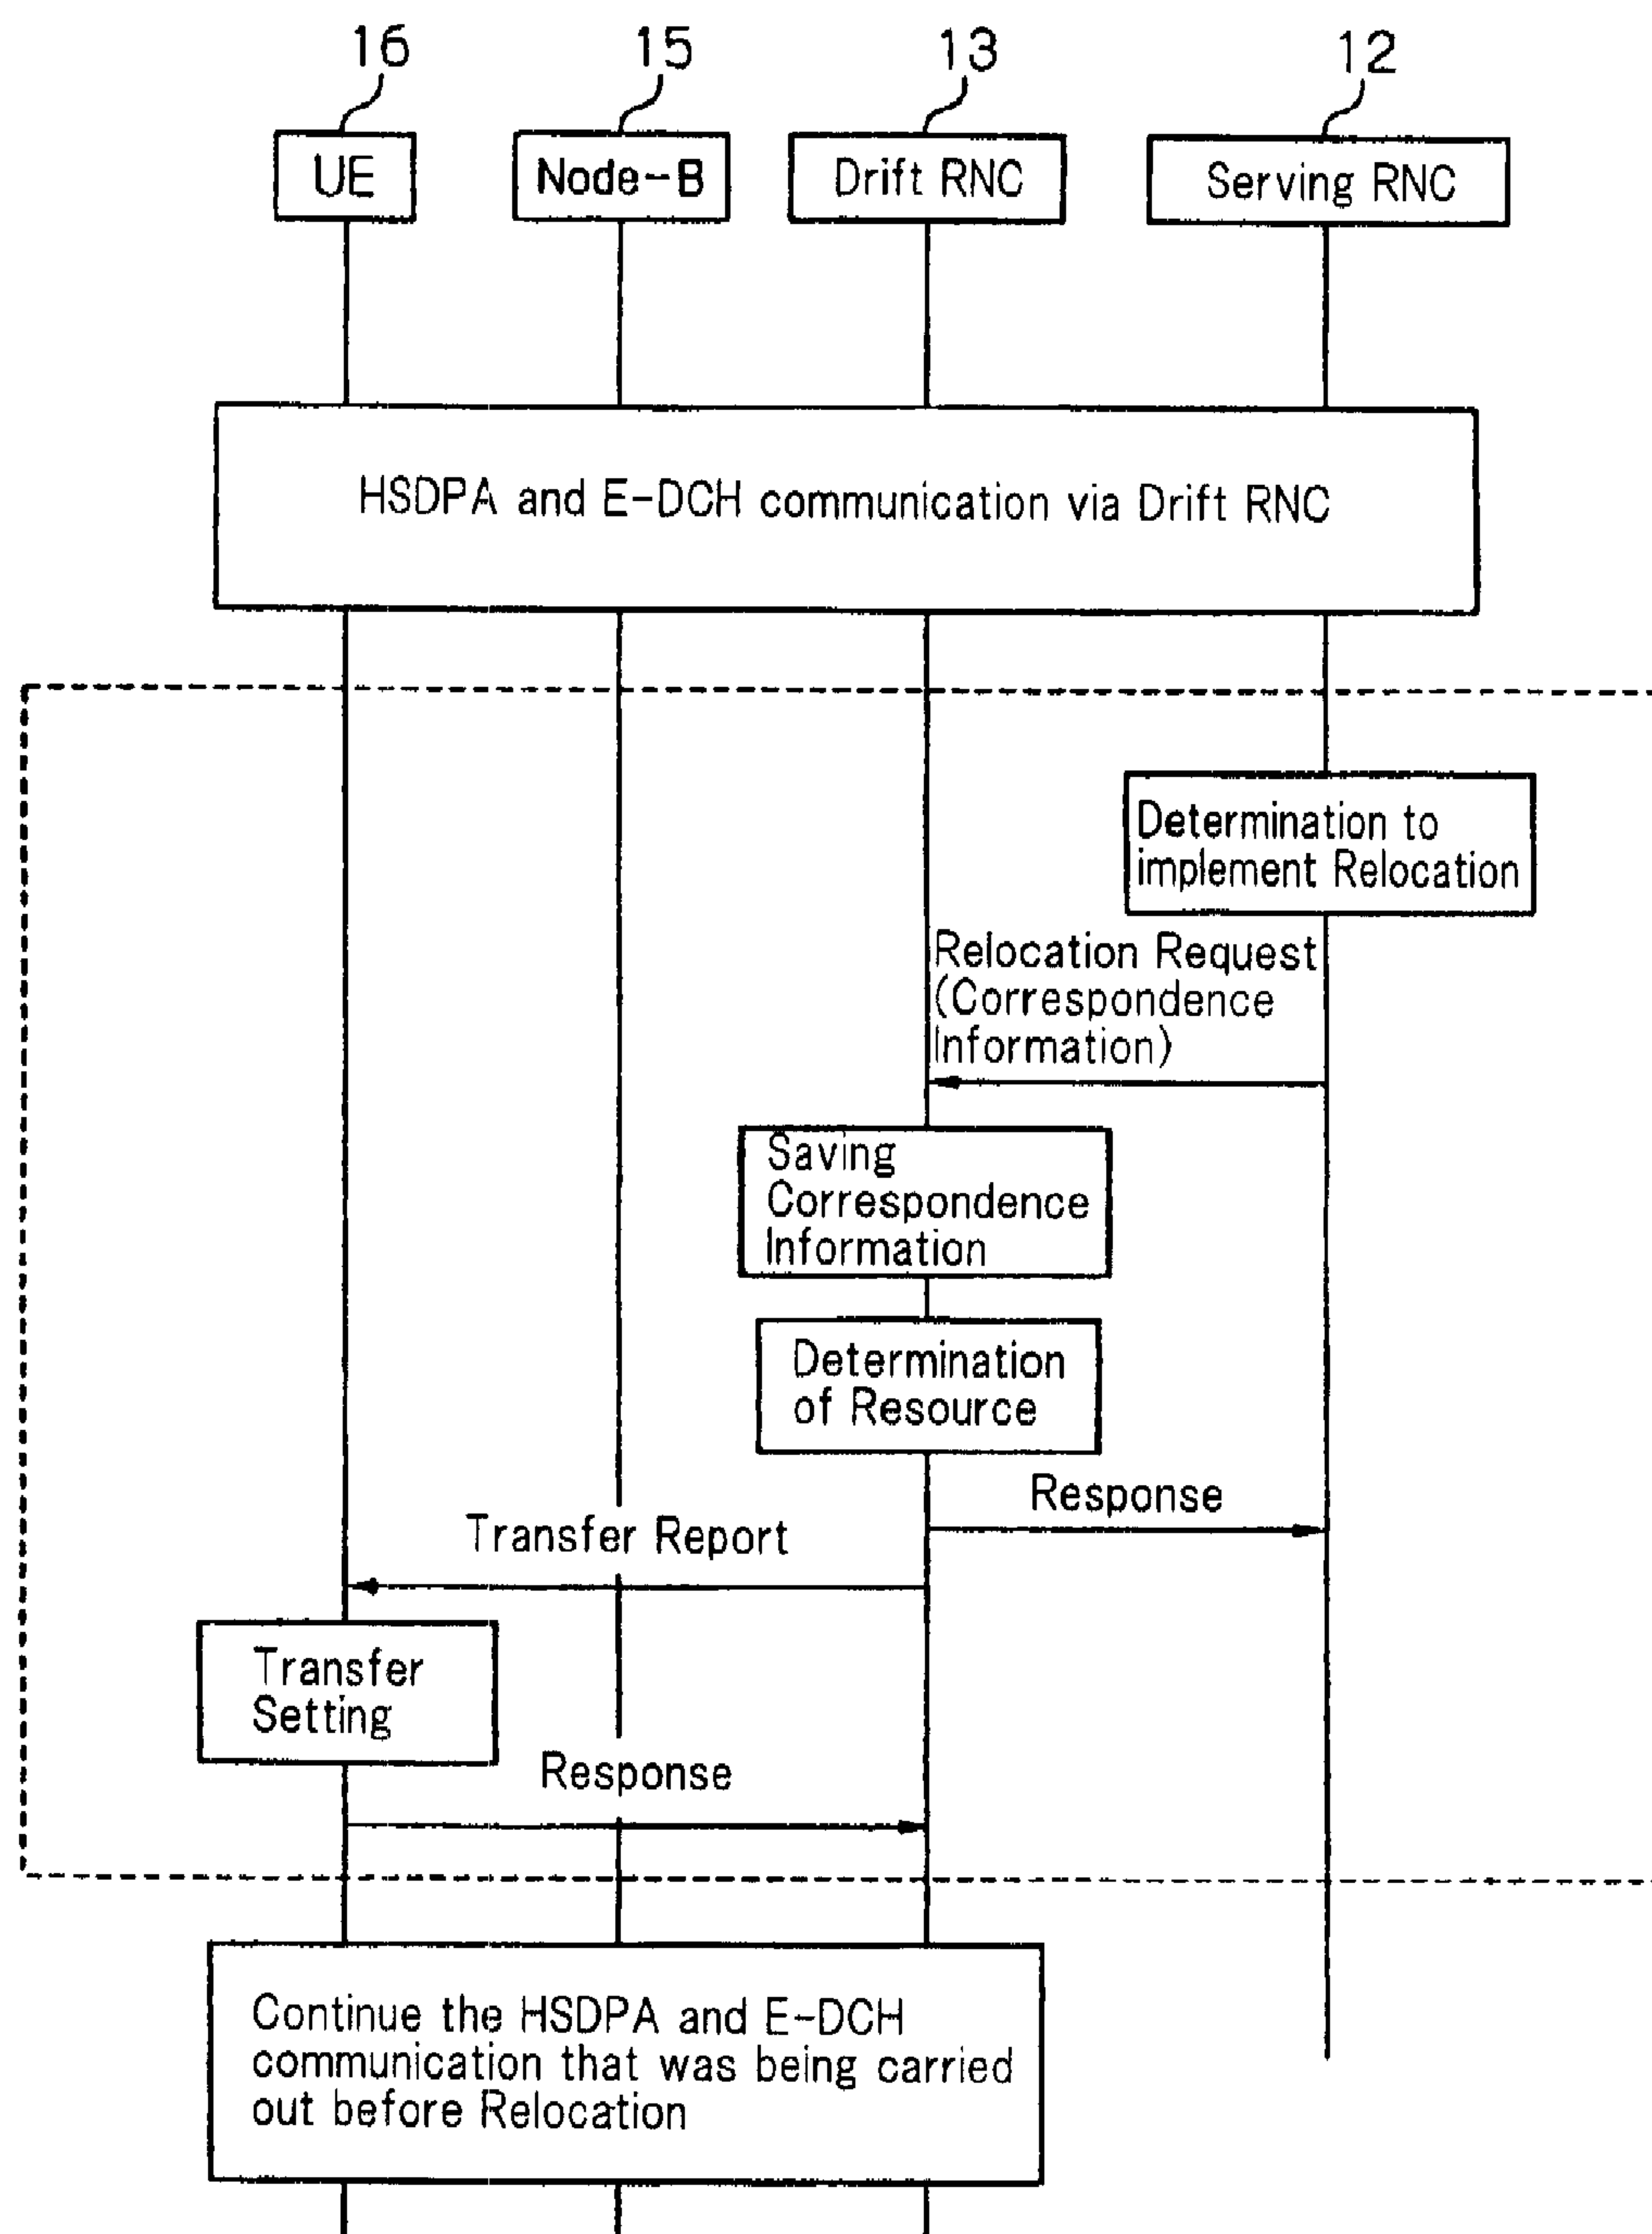 16
15
13
12
UE
Node-B
Drift RNC
Serving RNC
HSDPA and E-DCH communication via Drift RNC
Determination to
implement Relocation
Relocation Request
(Correspondence
Information)
Saving
Correspondence
Information
Determination
of Resource
Response
Transfer Report
Transfer
Setting
Response
Continue the HSDPA and E-DCH
communication that was being carried
out before Relocation